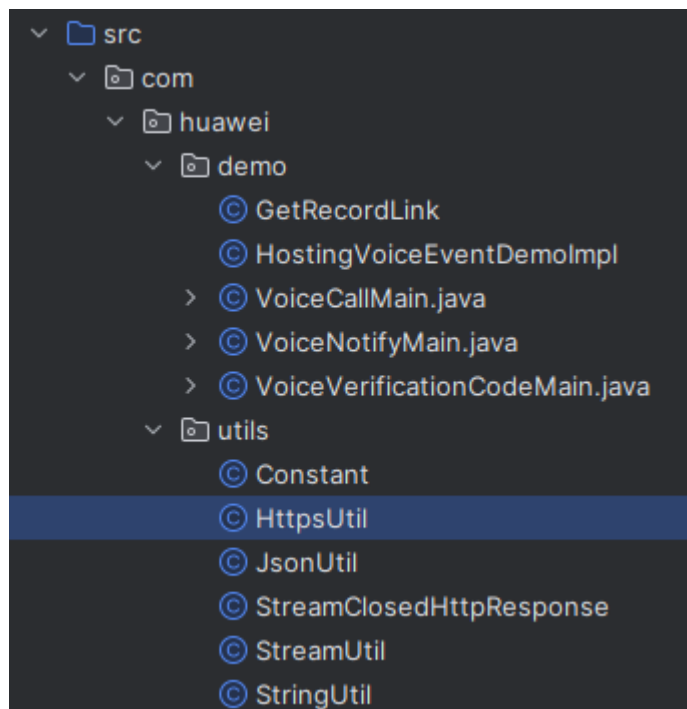 src
com
huawei
demo
GetRecordLink
HostingVoiceEventDemoImpl
VoiceCallMain.java
VoiceNotifyMain.java
VoiceVerificationCodeMain.java
utils
Constant
HttpsUtil
JsonUtil
StreamClosedHttpResponse
StreamUtil
StringUtil